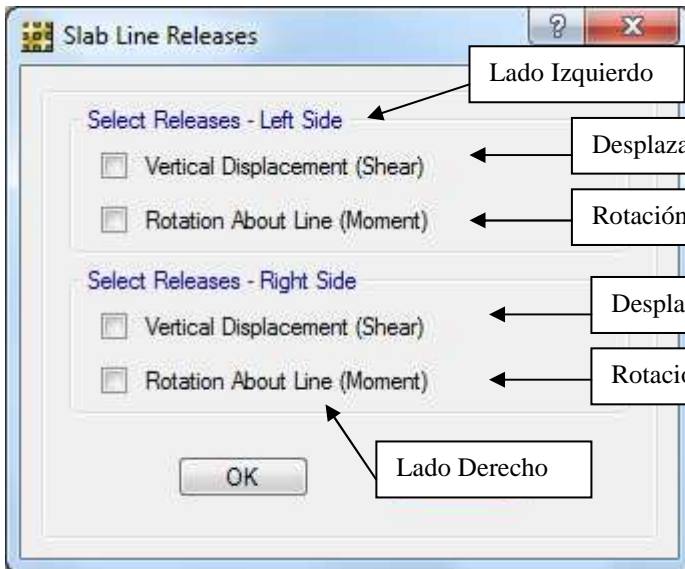 Slab Line Releases
Lado Izquierdo
Select Releases - Left Side
Vertical Displacement (Shear)
Rotation About Line (Moment)
Rotación
Select Releases - Right Side
Vertical Displacement (Shear)
Rotation About Line (Moment)
OK
Lado Derecho